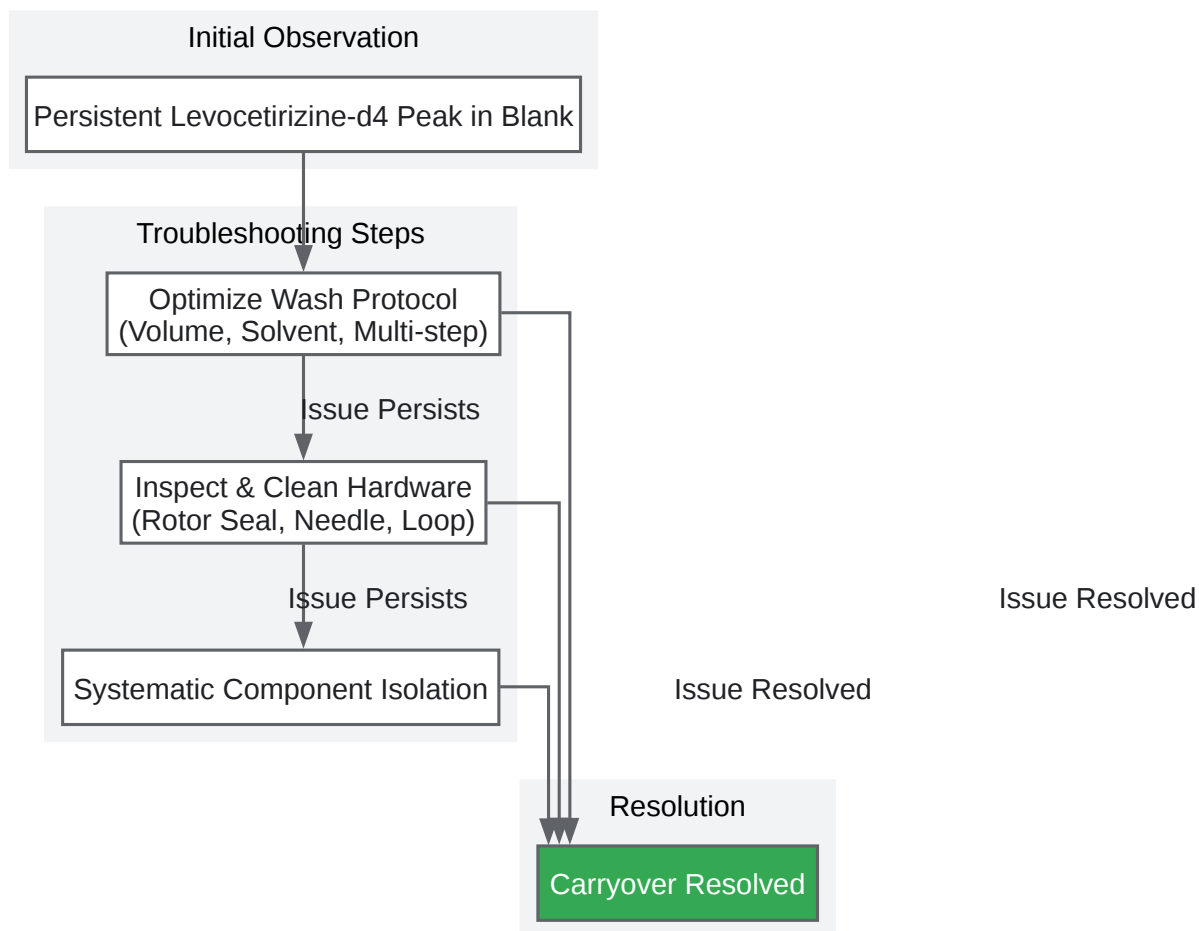 Initial Observation
Persistent Levocetirizine-d4 Peak in Blank
Troubleshooting Steps
Optimize Wash Protocol
(Volume, Solvent, Multi-step)
Issue Persists
Inspect & Clean Hardware
(Rotor Seal, Needle, Loop)
Issue Persists
Issue Resolved
Systematic Component Isolation
Issue Resolved
Resolution
Carryover Resolved